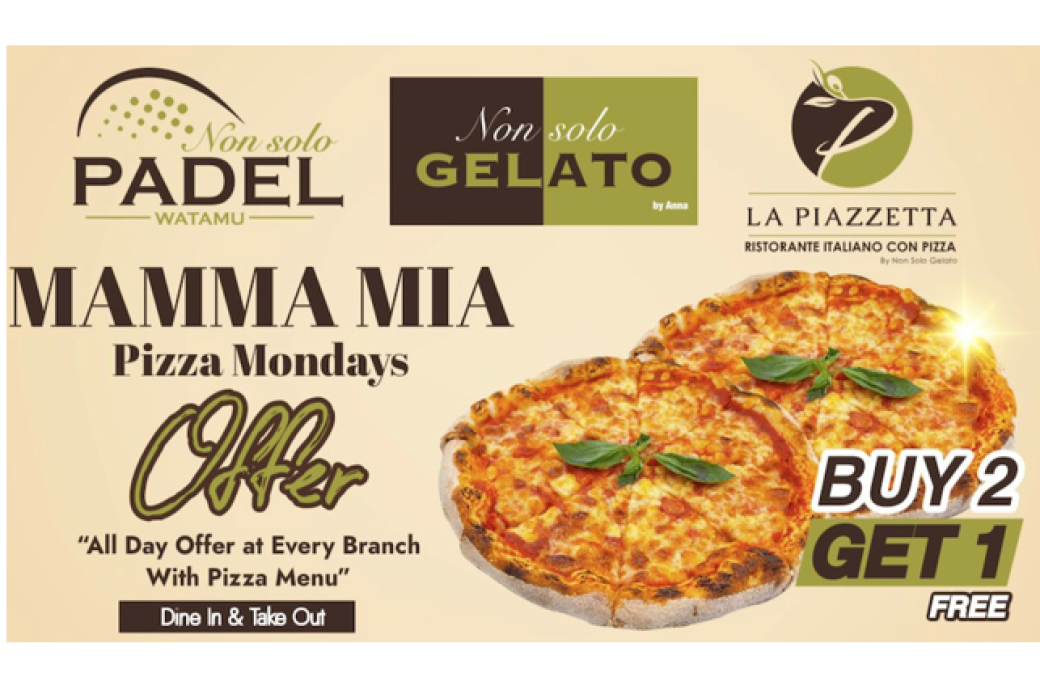 Non solo
PADEL
WATAMU
Non solo
GELATO
by Anna
P
LA PIAZZETTA
RISTORANTE ITALIANO CON PIZZA
By Non Solo Gelato
MAMMA MIA
Pizza Mondays
Offer
“All Day Offer at Every Branch
With Pizza Menu”
Dine In & Take Out
BUY 2
GET 1
FREE